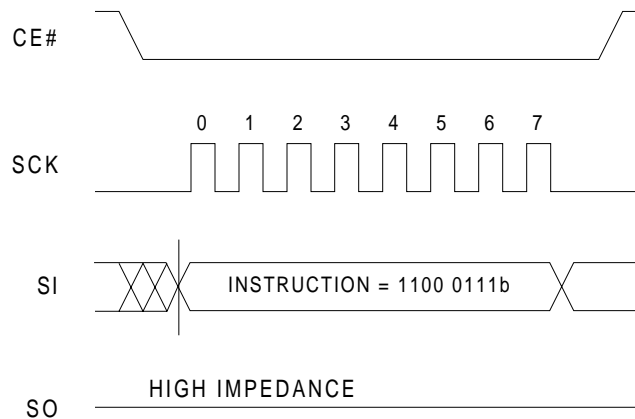 CE#
0 1 2 3 4 5 6 7
SCK
SI INSTRUCTION = 1100 0111b
HIGH IMPEDANCE
SO